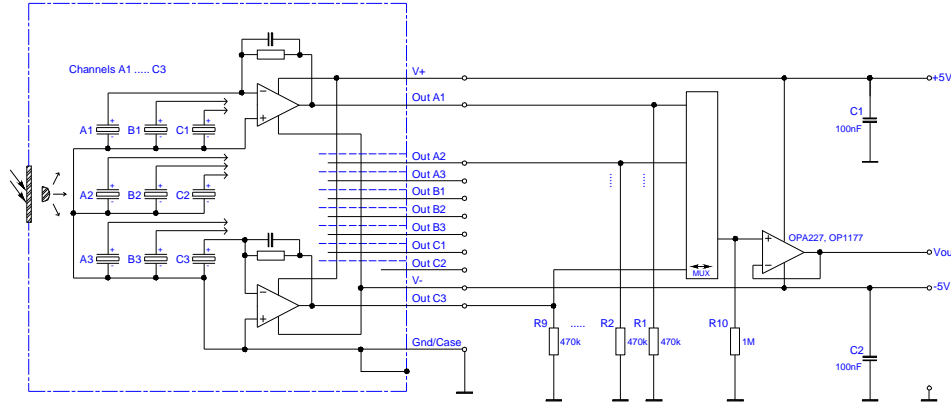 Channels A1 ..... C3
V+
+5V
Out A1
C1
100nF
A1 + -
B1 + -
C1 + -
Out A2
Out A3
A2 + -
B2 + -
C2 + -
Out B1
Out B2
Out B3
OPA227, OP1177
Out C1
Vou
A3 + -
B3 + -
C3 + -
Out C2
MUX
V-
-5V
Out C3
R9
.....
R2
R1
R10
470k
470k
470k
1M
Gnd/Case
C2
100nF